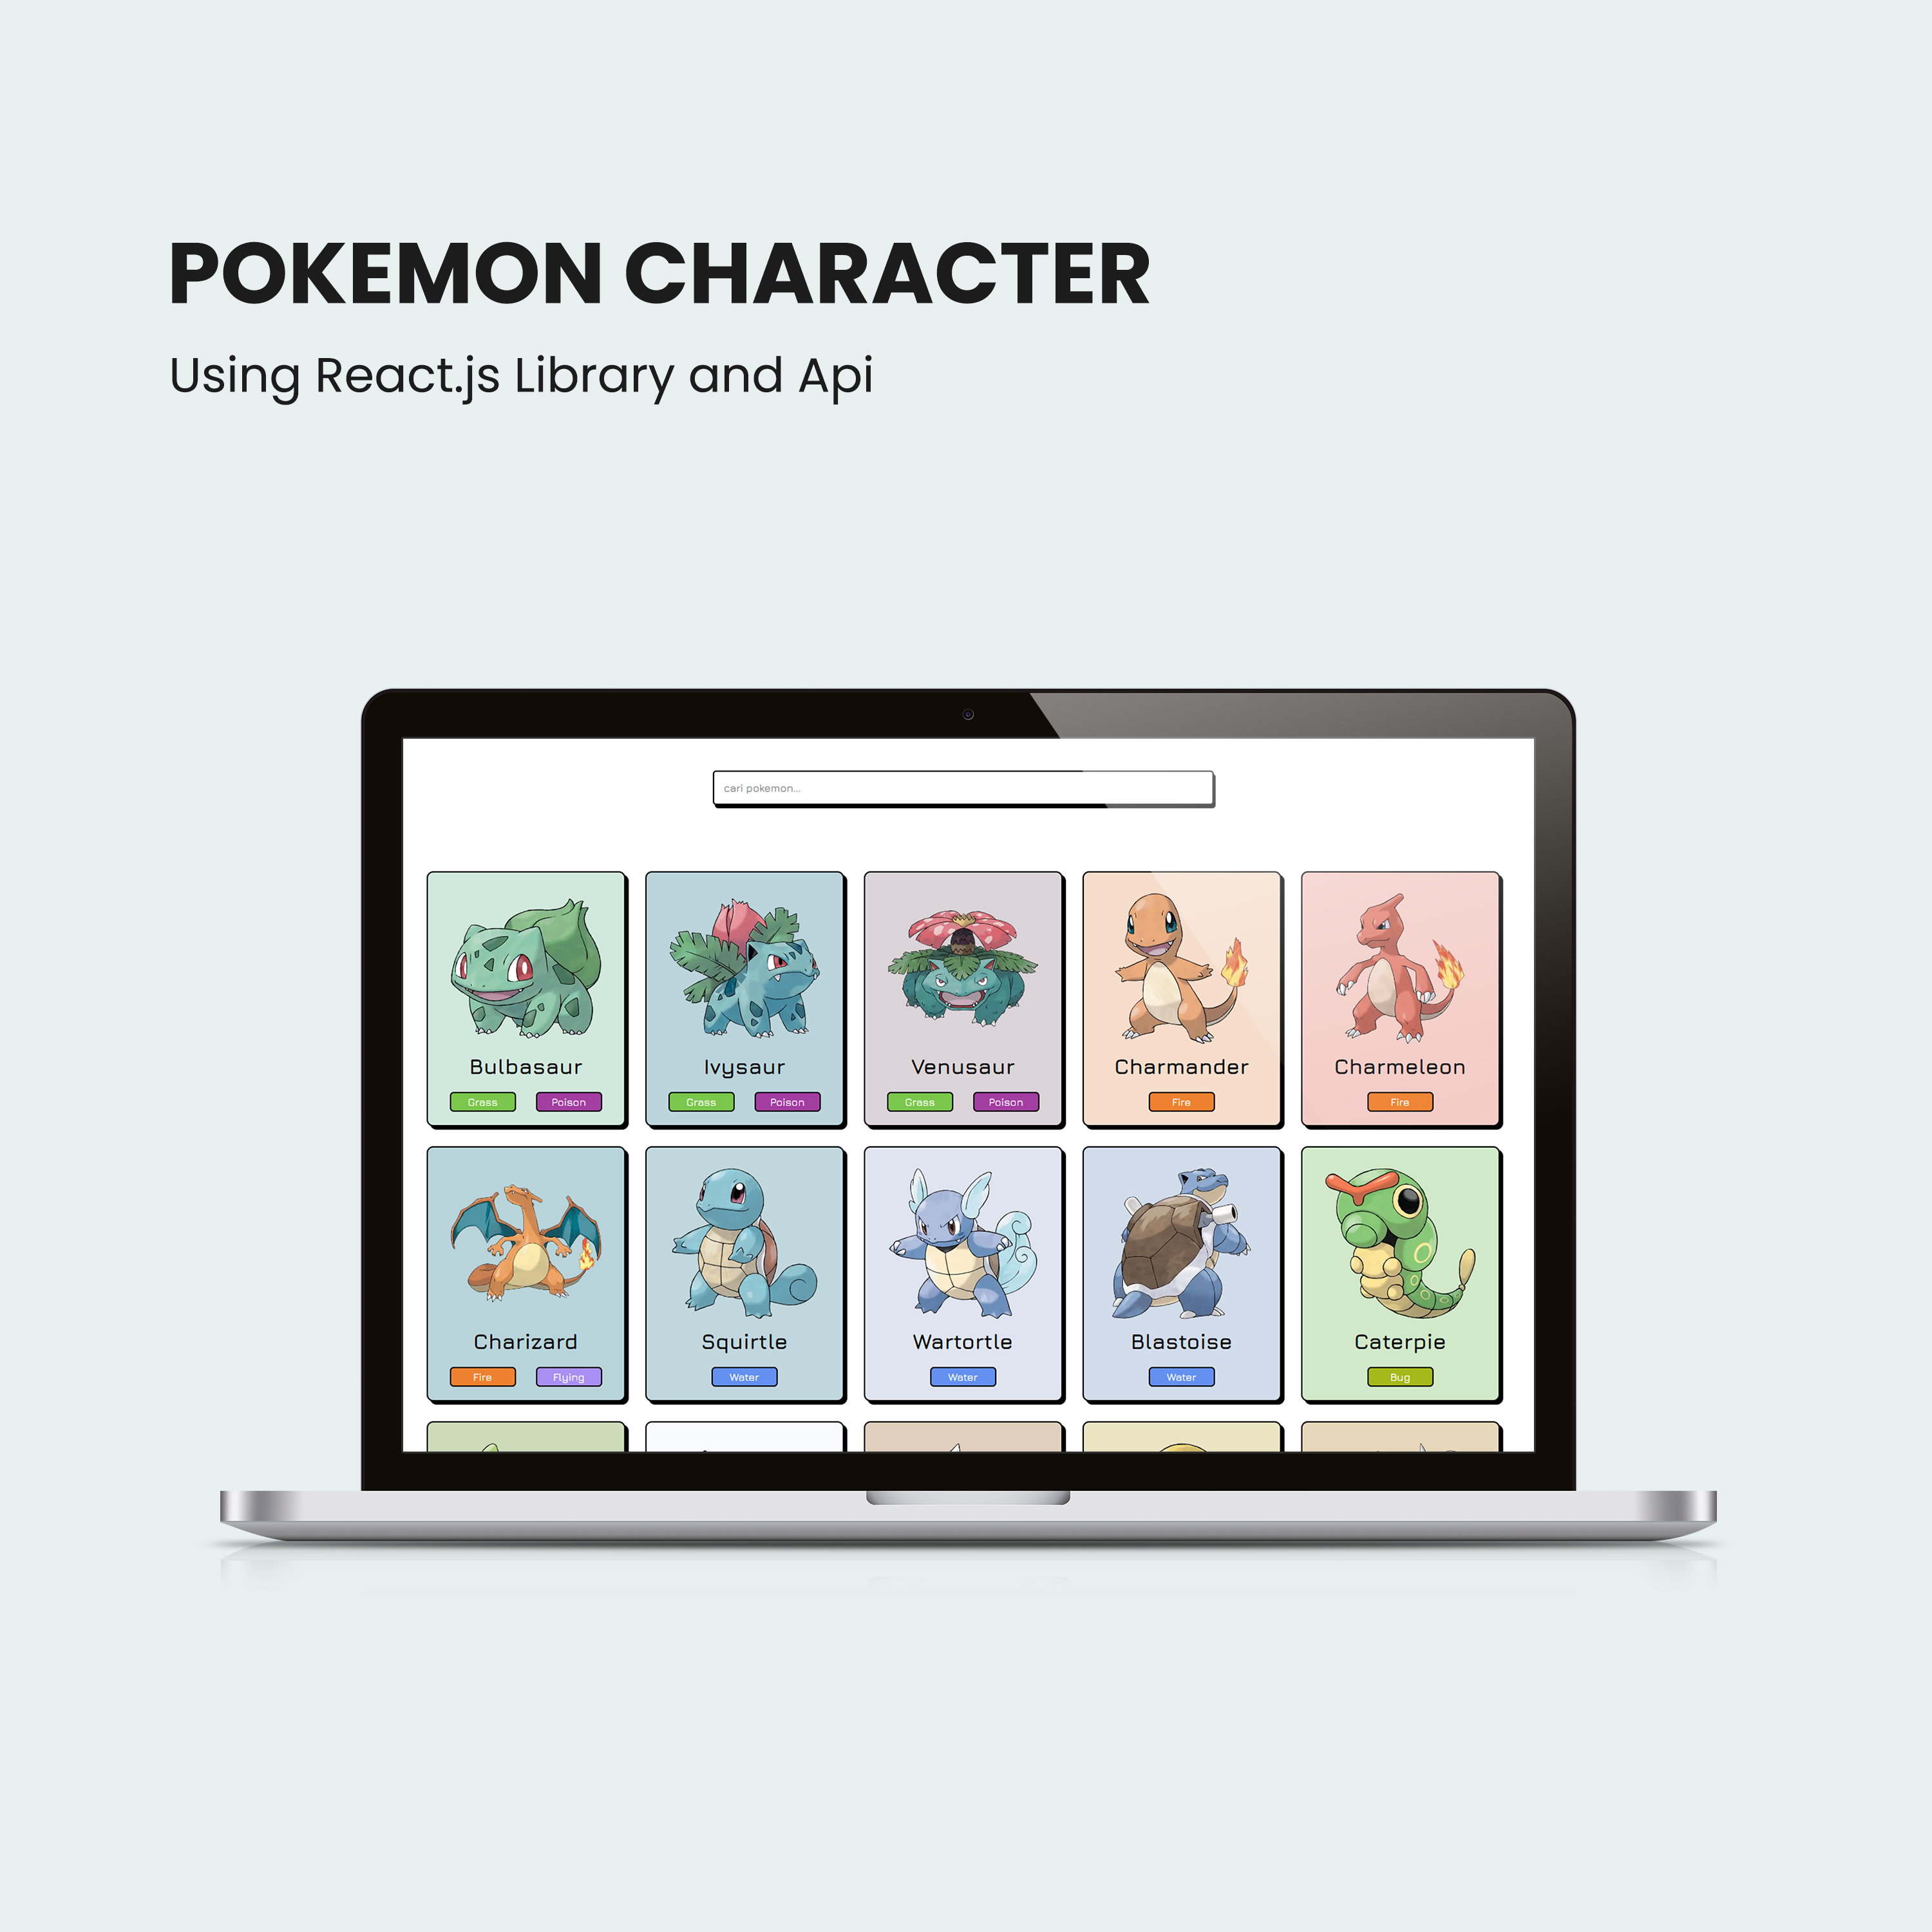 POKEMON CHARACTER
Using React.js Library and Api
cari pokemon...
Bulbasaur
Grass Poison
Ivysaur
Grass Poison
Venusaur
Grass Poison
Charmander
Fire
Charmeleon
Fire
Charizard
Fire Flying
Squirtle
Water
Wartortle
Water
Blastoise
Water
Caterpie
Bug